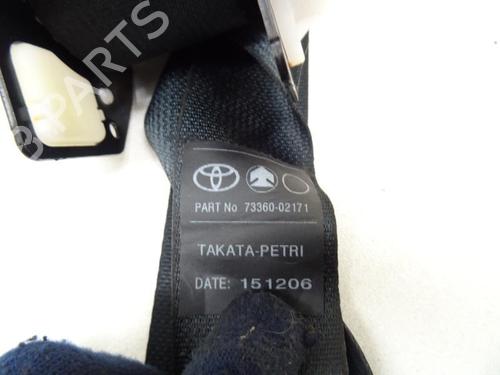 B-PARTS
PART No 73360-02171
TAKATA-PETRI
DATE: 151206